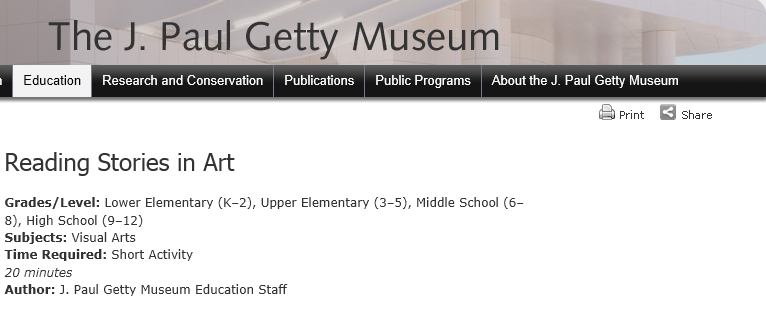 The J. Paul Getty Museum
Education Research and Conservation Publications Public Programs About the J. Paul Getty Museum
Print Share
Reading Stories in Art
Grades/Level: Lower Elementary (K–2), Upper Elementary (3–5), Middle School (6–
8), High School (9–12)
Subjects: Visual Arts
Time Required: Short Activity
20 minutes
Author: J. Paul Getty Museum Education Staff